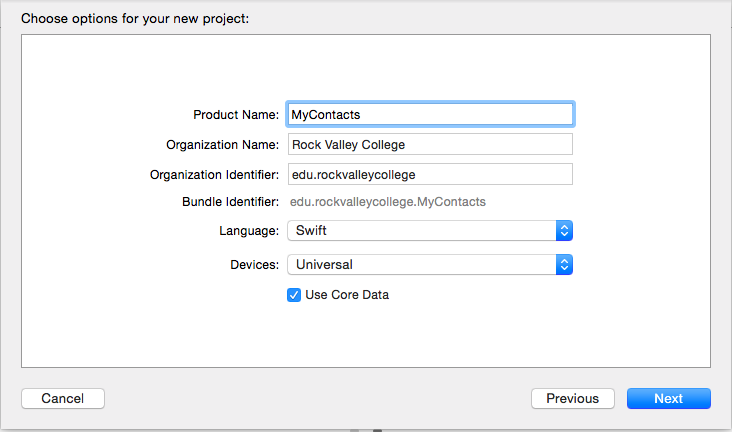 Choose options for your new project:
Product Name: MyContacts
Organization Name: Rock Valley College
Organization Identifier: edu.rockvalleycollege
Bundle Identifier: edu.rockvalleycollege.MyContacts
Language: Swift
Devices: Universal
Use Core Data
Cancel Previous Next